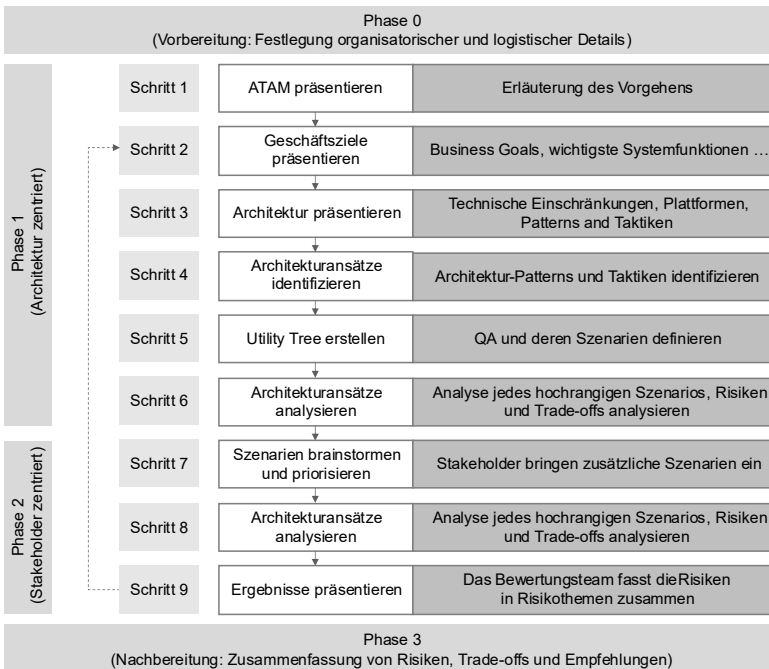 Phase 0
(Vorbereitung: Festlegung organisatorischer und logistischer Details)
Phase 1
(Architektur zentriert)
Schritt 1
ATAM präsentieren
Erläuterung des Vorgehens
Schritt 2
Geschäftsziele
präsentieren
Business Goals, wichtigste Systemfunktionen …
Schritt 3
Architektur präsentieren
Technische Einschränkungen, Plattformen,
Patterns and Taktiken
Schritt 4
Architekturansätze
identifizieren
Architektur-Patterns und Taktiken identifizieren
Schritt 5
Utility Tree erstellen
QA und deren Szenarien definieren
Schritt 6
Architekturansätze
analysieren
Analyse jedes hochrangigen Szenarios, Risiken
und Trade-offs analysieren
Phase 2
(Stakeholder zentriert)
Schritt 7
Szenarien brainstormen
und priorisieren
Stakeholder bringen zusätzliche Szenarien ein
Schritt 8
Architekturansätze
analysieren
Analyse jedes hochrangigen Szenarios, Risiken
und Trade-offs analysieren
Schritt 9
Ergebnisse präsentieren
Das Bewertungsteam fasst die Risiken
in Risikothemen zusammen
Phase 3
(Nachbereitung: Zusammenfassung von Risiken, Trade-offs und Empfehlungen)